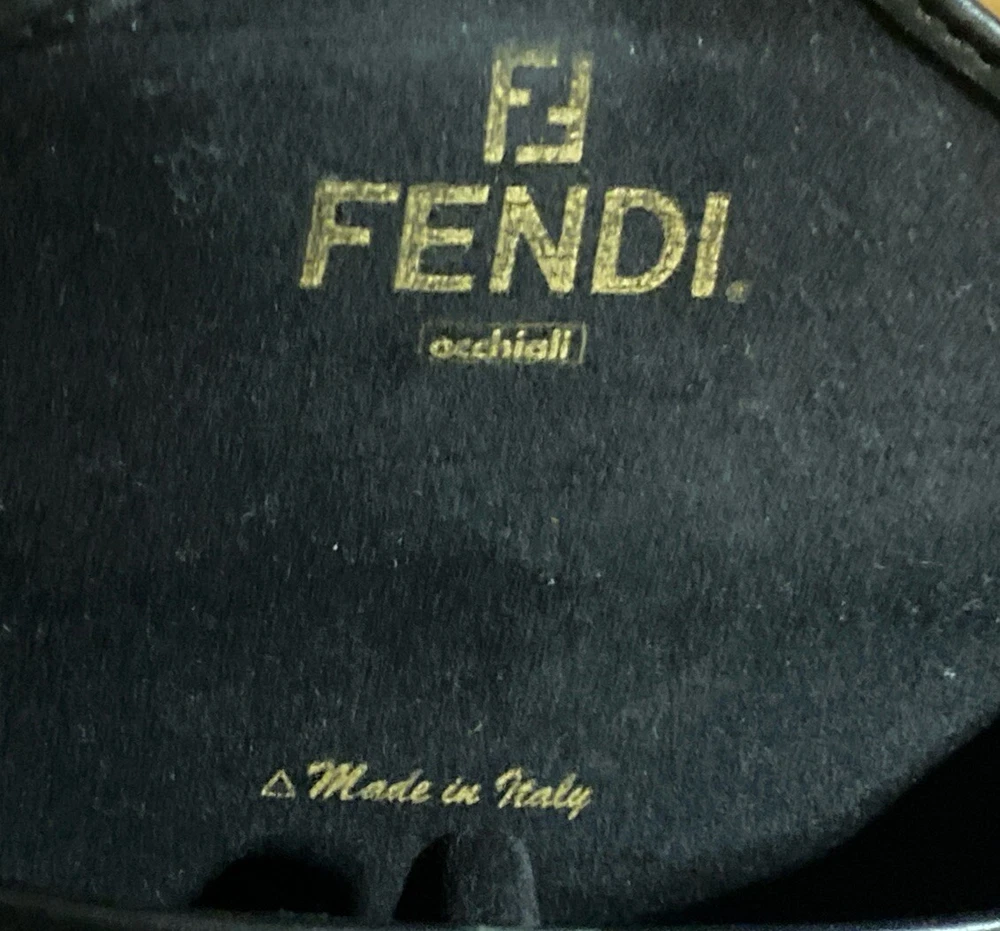 FF
FENDI.
occhiali
△ Made in Italy